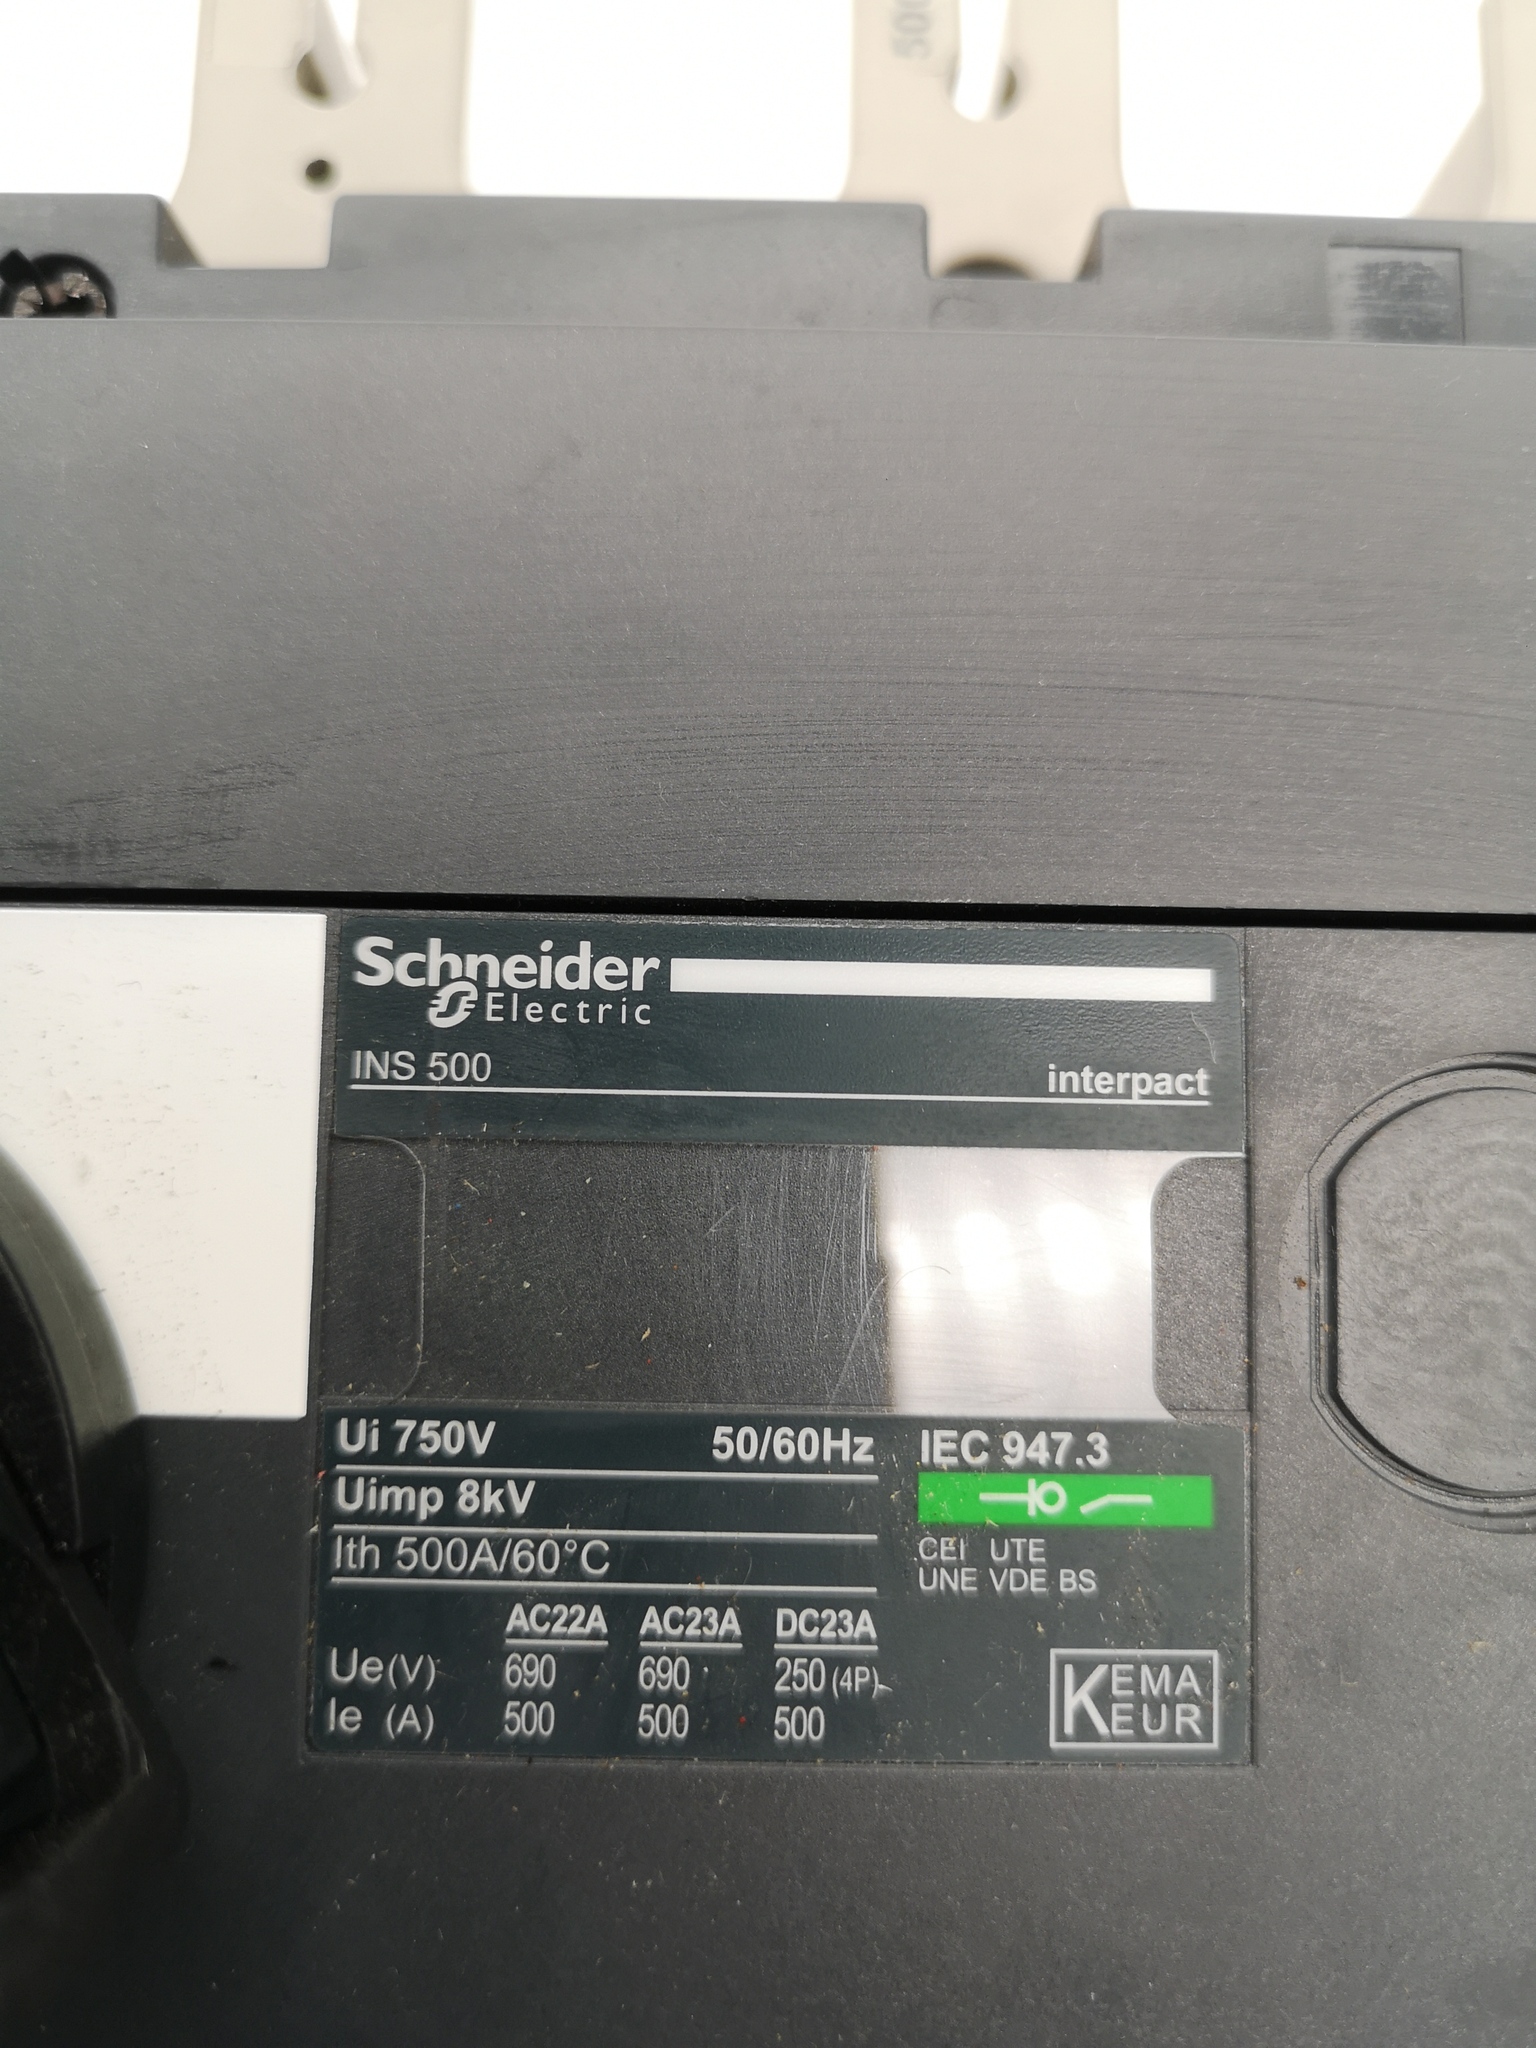 500
Schneider
Electric
INS 500
interpact
Ui 750V 50/60Hz
Uimp 8kV
Ith 500A/60°C
AC22A AC23A DC23A
Ue(V) 690 690 250 (4P)
Ie (A) 500 500 500
IEC 947.3
CEI UTE
UNE VDE BS
KEMA
KEUR